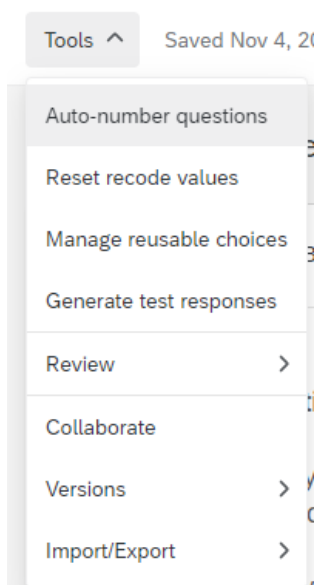 Tools Saved Nov 4, 20
Auto-number questions
Reset recode values
Manage reusable choices
Generate test responses
Review
Collaborate
Versions
Import/Export